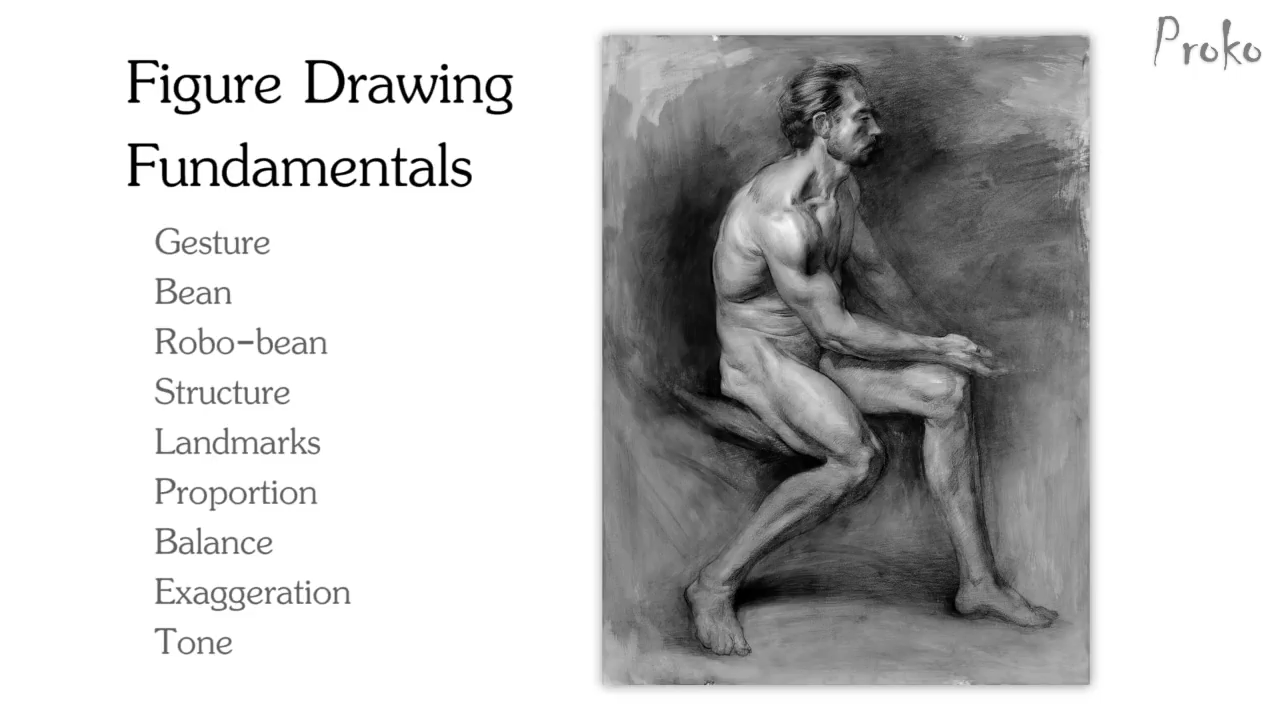 Proko
Figure Drawing
Fundamentals
Gesture
Bean
Robo-bean
Structure
Landmarks
Proportion
Balance
Exaggeration
Tone